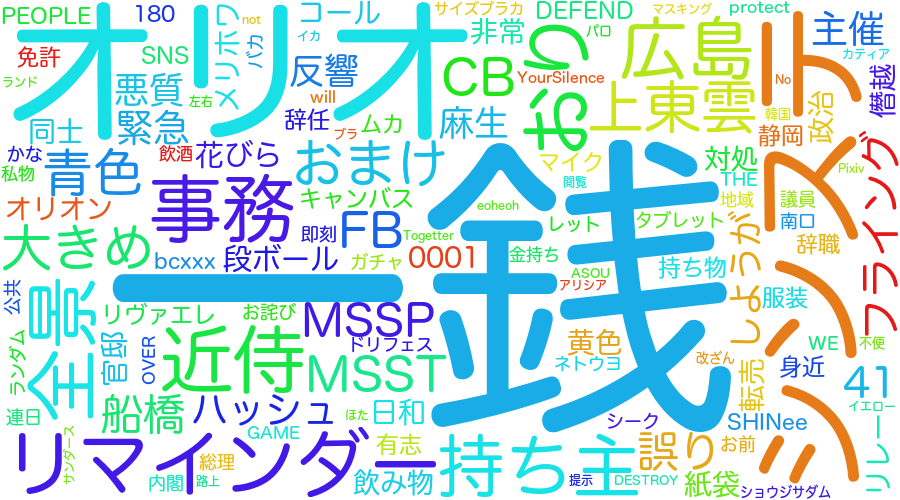 PEOPLE
180
コール
サイズブラカ
DEFEND
マスキング
protect
免許
SNS
メリホワ
バカ
not
イカ
反響
非常
パロ
主催
カティア
ランド
悪質
左右
will
CB
YourSilence
おり
広島
No
僭越
オリオ
同士
緊急
辞任
ブラ
ムカ
麻生
上東雲
韓国
静岡
政治
Pixiv
かな
飲酒
花びら
おまけ
マイク
対処
シンステ
私物
青色
事務
キャンバス
閲覧
THE
地域
議員
フライング
オリオン
FB
eoheoh
レット
タブレット
南口
大きめ
bcxxx
段ボール
即刻
Togetter
ガチャ
0001
金持ち
持ち物
しょうが
辞職
一銭
ASOU
アリシア
服装
公共
全景
リヴァエレ
お詫び
MSSP
官邸
OVER
近侍
ドリフェス
MSST
黄色
ネトウヨ
改ざん
身近
WE
不便
ランダム
連日
船橋
ハッシュ
ほた
日和
転売
41
イエロー
GAME
シーク
お前
SHINee
リマインダー
サンダース
総理
有志
持ち主
誤り
リレー
内閣
路上
飲み物
提示
DESTROY
紙袋
ショウジサダム